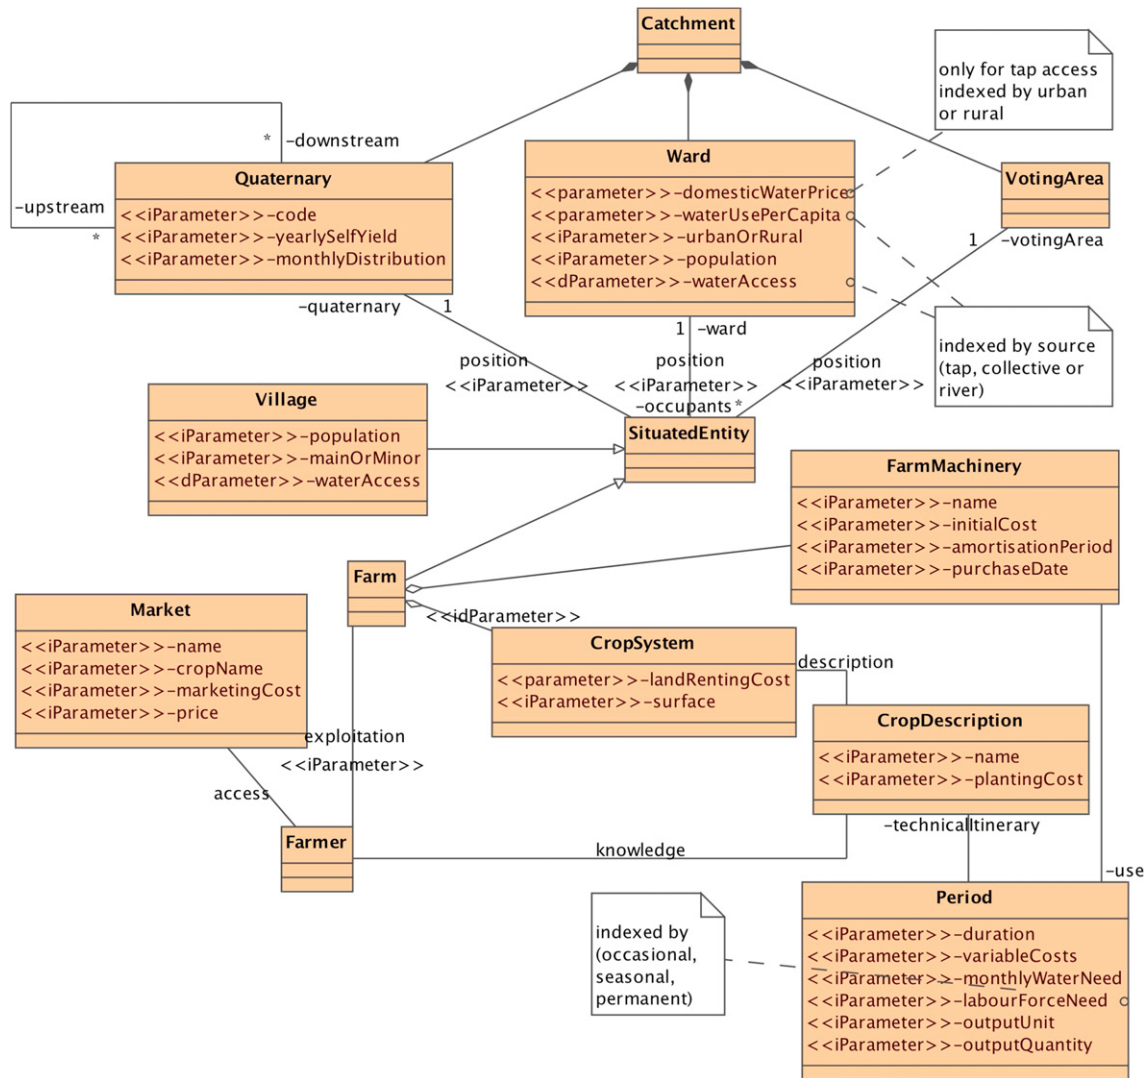 Catchment
only for tap access
indexed by urban
or rural
*
-downstream
Quaternary
<<iParameter>>-code
<<iParameter>>-yearlySelfYield
<<iParameter>>-monthlyDistribution
-upstream
*
Ward
<<parameter>>-domesticWaterPrice
<<parameter>>-waterUsePerCapita
<<iParameter>>-urbanOrRural
<<iParameter>>-population
<<dParameter>>-waterAccess
VotingArea
1
-votingArea
-quaternary
1
1
-ward
indexed by source
(tap, collective or
river)
position
<<iParameter>>
position
<<iParameter>>
position
<<iParameter>>
-occupants
*
Village
<<iParameter>>-population
<<iParameter>>-mainOrMinor
<<dParameter>>-waterAccess
SituatedEntity
FarmMachinery
<<iParameter>>-name
<<iParameter>>-initialCost
<<iParameter>>-amortisationPeriod
<<iParameter>>-purchaseDate
Farm
<<idParameter>>
Market
<<iParameter>>-name
<<iParameter>>-cropName
<<iParameter>>-marketingCost
<<iParameter>>-price
CropSystem
<<parameter>>-landRentingCost
<<iParameter>>-surface
description
CropDescription
<<iParameter>>-name
<<iParameter>>-plantingCost
exploitation
<<iParameter>>
access
Farmer
-technicalItinerary
knowledge
-use
indexed by
(occasional,
seasonal,
permanent)
Period
<<iParameter>>-duration
<<iParameter>>-variableCosts
<<iParameter>>-monthlyWaterNeed
<<iParameter>>-labourForceNeed
<<iParameter>>-outputUnit
<<iParameter>>-outputQuantity